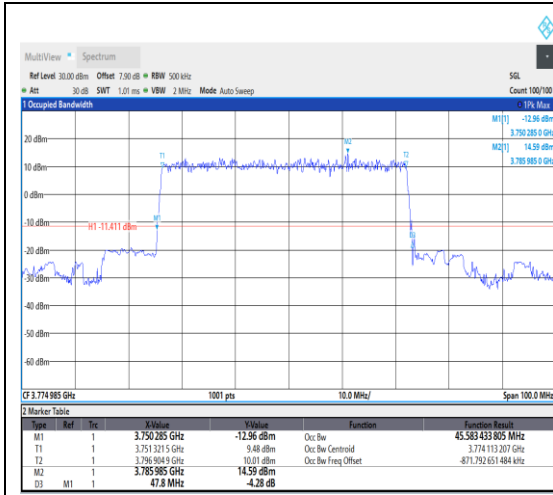 MultiView Spectrum
Ref Level 30.00 dBm Offset 7.90 dB RBW 500 kHz SGL
Att 30 dB SWT 1.01 ms VBW 2 MHz Mode Auto Sweep Count 100/100
1 Occupied Bandwidth 1Pk Max
M1[1] -12.96 dBm
3.750 285 0 GHz
M2[1] 14.59 dBm
3.785 985 0 GHz
20 dBm
T1 M2 T2
10 dBm
0 dBm
-10 dBm
M1
H1 -11.411 dBm
-20 dBm
-30 dBm
-40 dBm
-50 dBm
-60 dBm
CF 3.774 985 GHz 1001 pts 10.0 MHz/ Span 100.0 MHz
2 Marker Table
Type Ref Trc X-Value Y-Value Function Function Result
M1 1 3.750 285 GHz -12.96 dBm Occ Bw 45.583 433 805 MHz
T1 1 3.751 321 5 GHz 9.48 dBm Occ Bw Centroid 3.774 113 207 GHz
T2 1 3.796 904 9 GHz 10.01 dBm Occ Bw Freq Offset -871.792 651 484 kHz
M2 1 3.785 985 GHz 14.59 dBm
D3 M1 1 47.8 MHz -4.28 dB